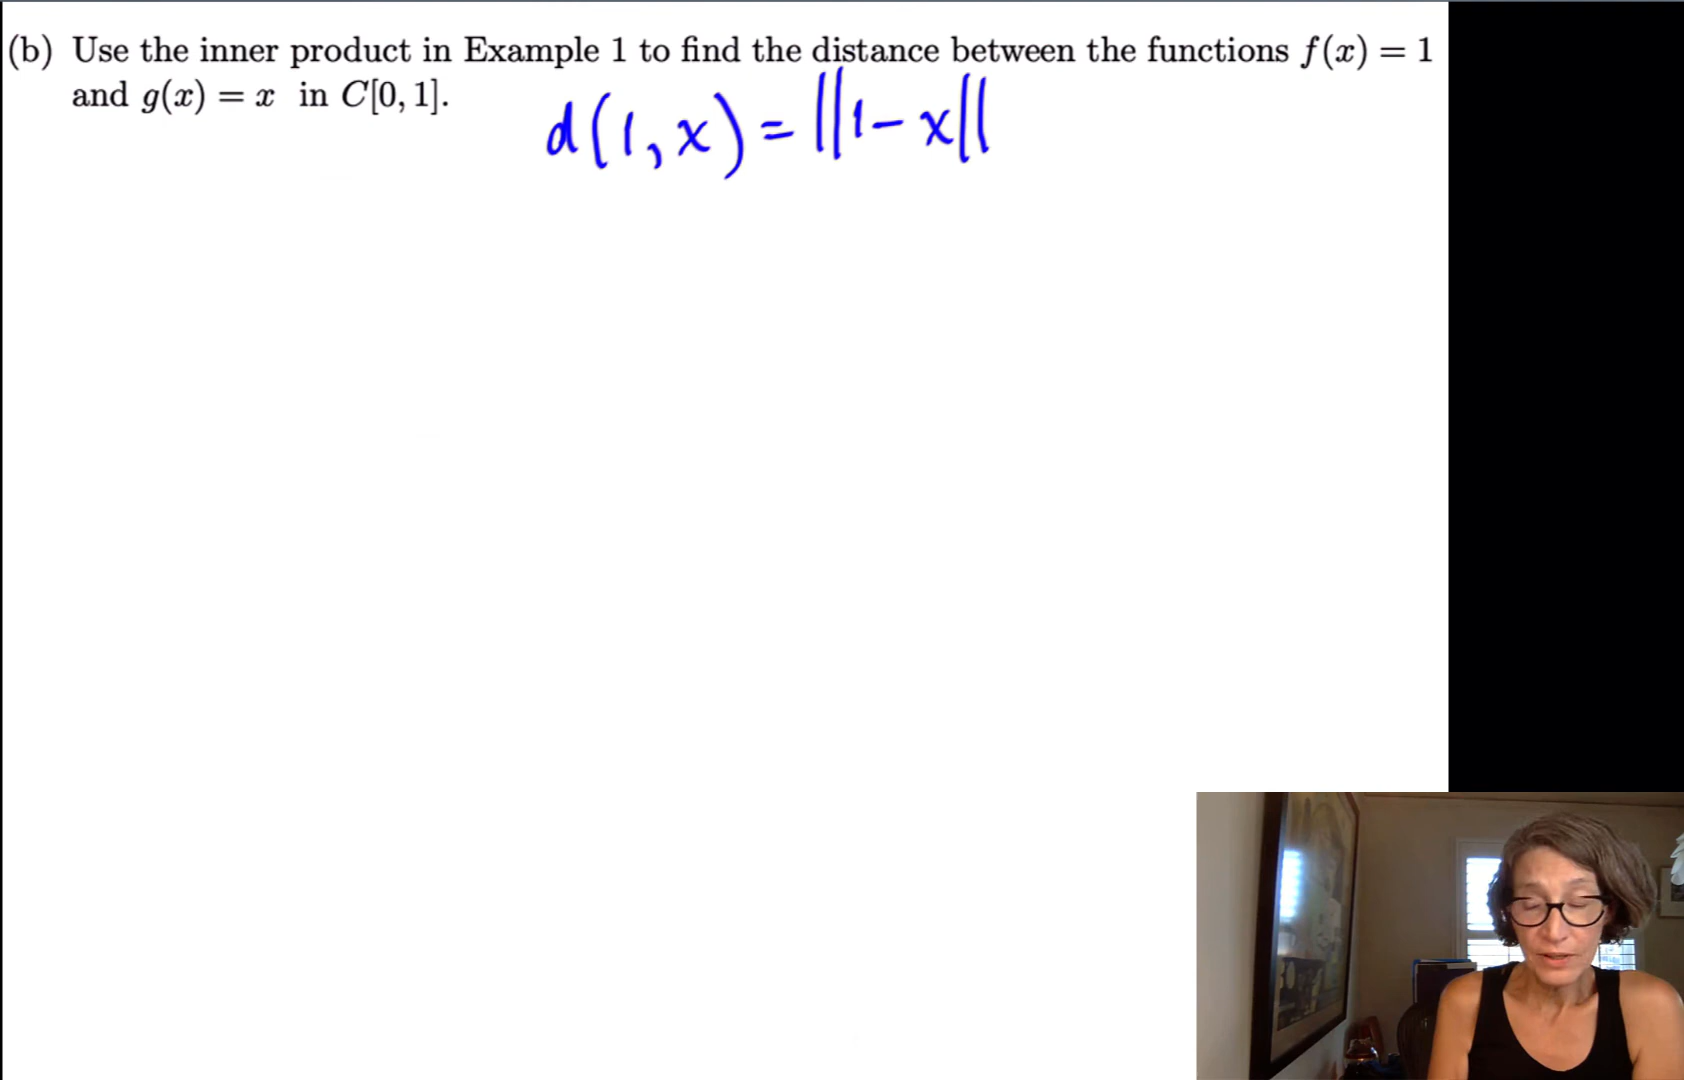 (b) Use the inner product in Example 1 to find the distance between the functions f(x) = 1
and g(x) = x in C[0, 1].
d(1, x) = ||1 - x||